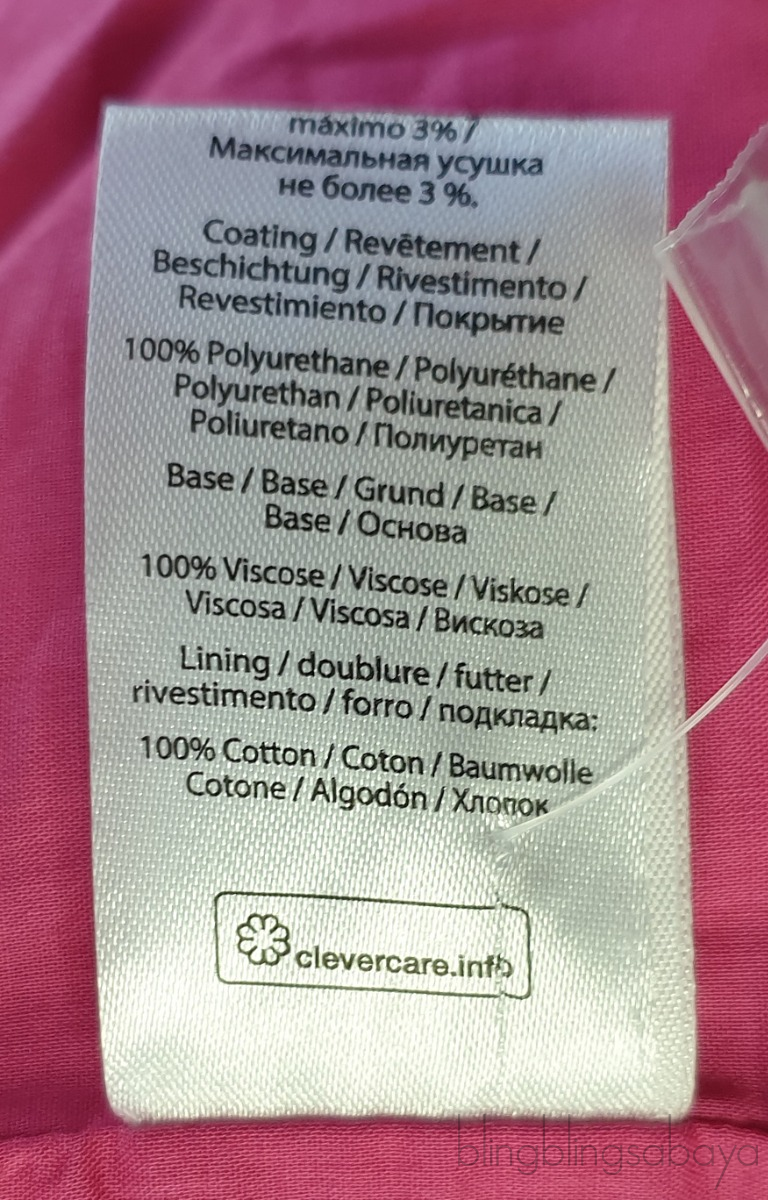 máximo 3% /
Максимальная усушка
не более 3 %.
Coating / Revêtement /
Beschichtung / Rivestimento /
Revestimiento / Покрытие
100% Polyurethane / Polyuréthane /
Polyurethan / Poliuretanica /
Poliuretano / Полиуретан
Base / Base / Grund / Base /
Base / Основа
100% Viscose / Viscose / Viskose /
Viscosa / Viscosa / Вискоза
Lining / doublure / futter /
rivestimento / forro / подкладка:
100% Cotton / Coton / Baumwolle
Cotone / Algodón / Хлопок
clevercare.info
blingblingsabaya